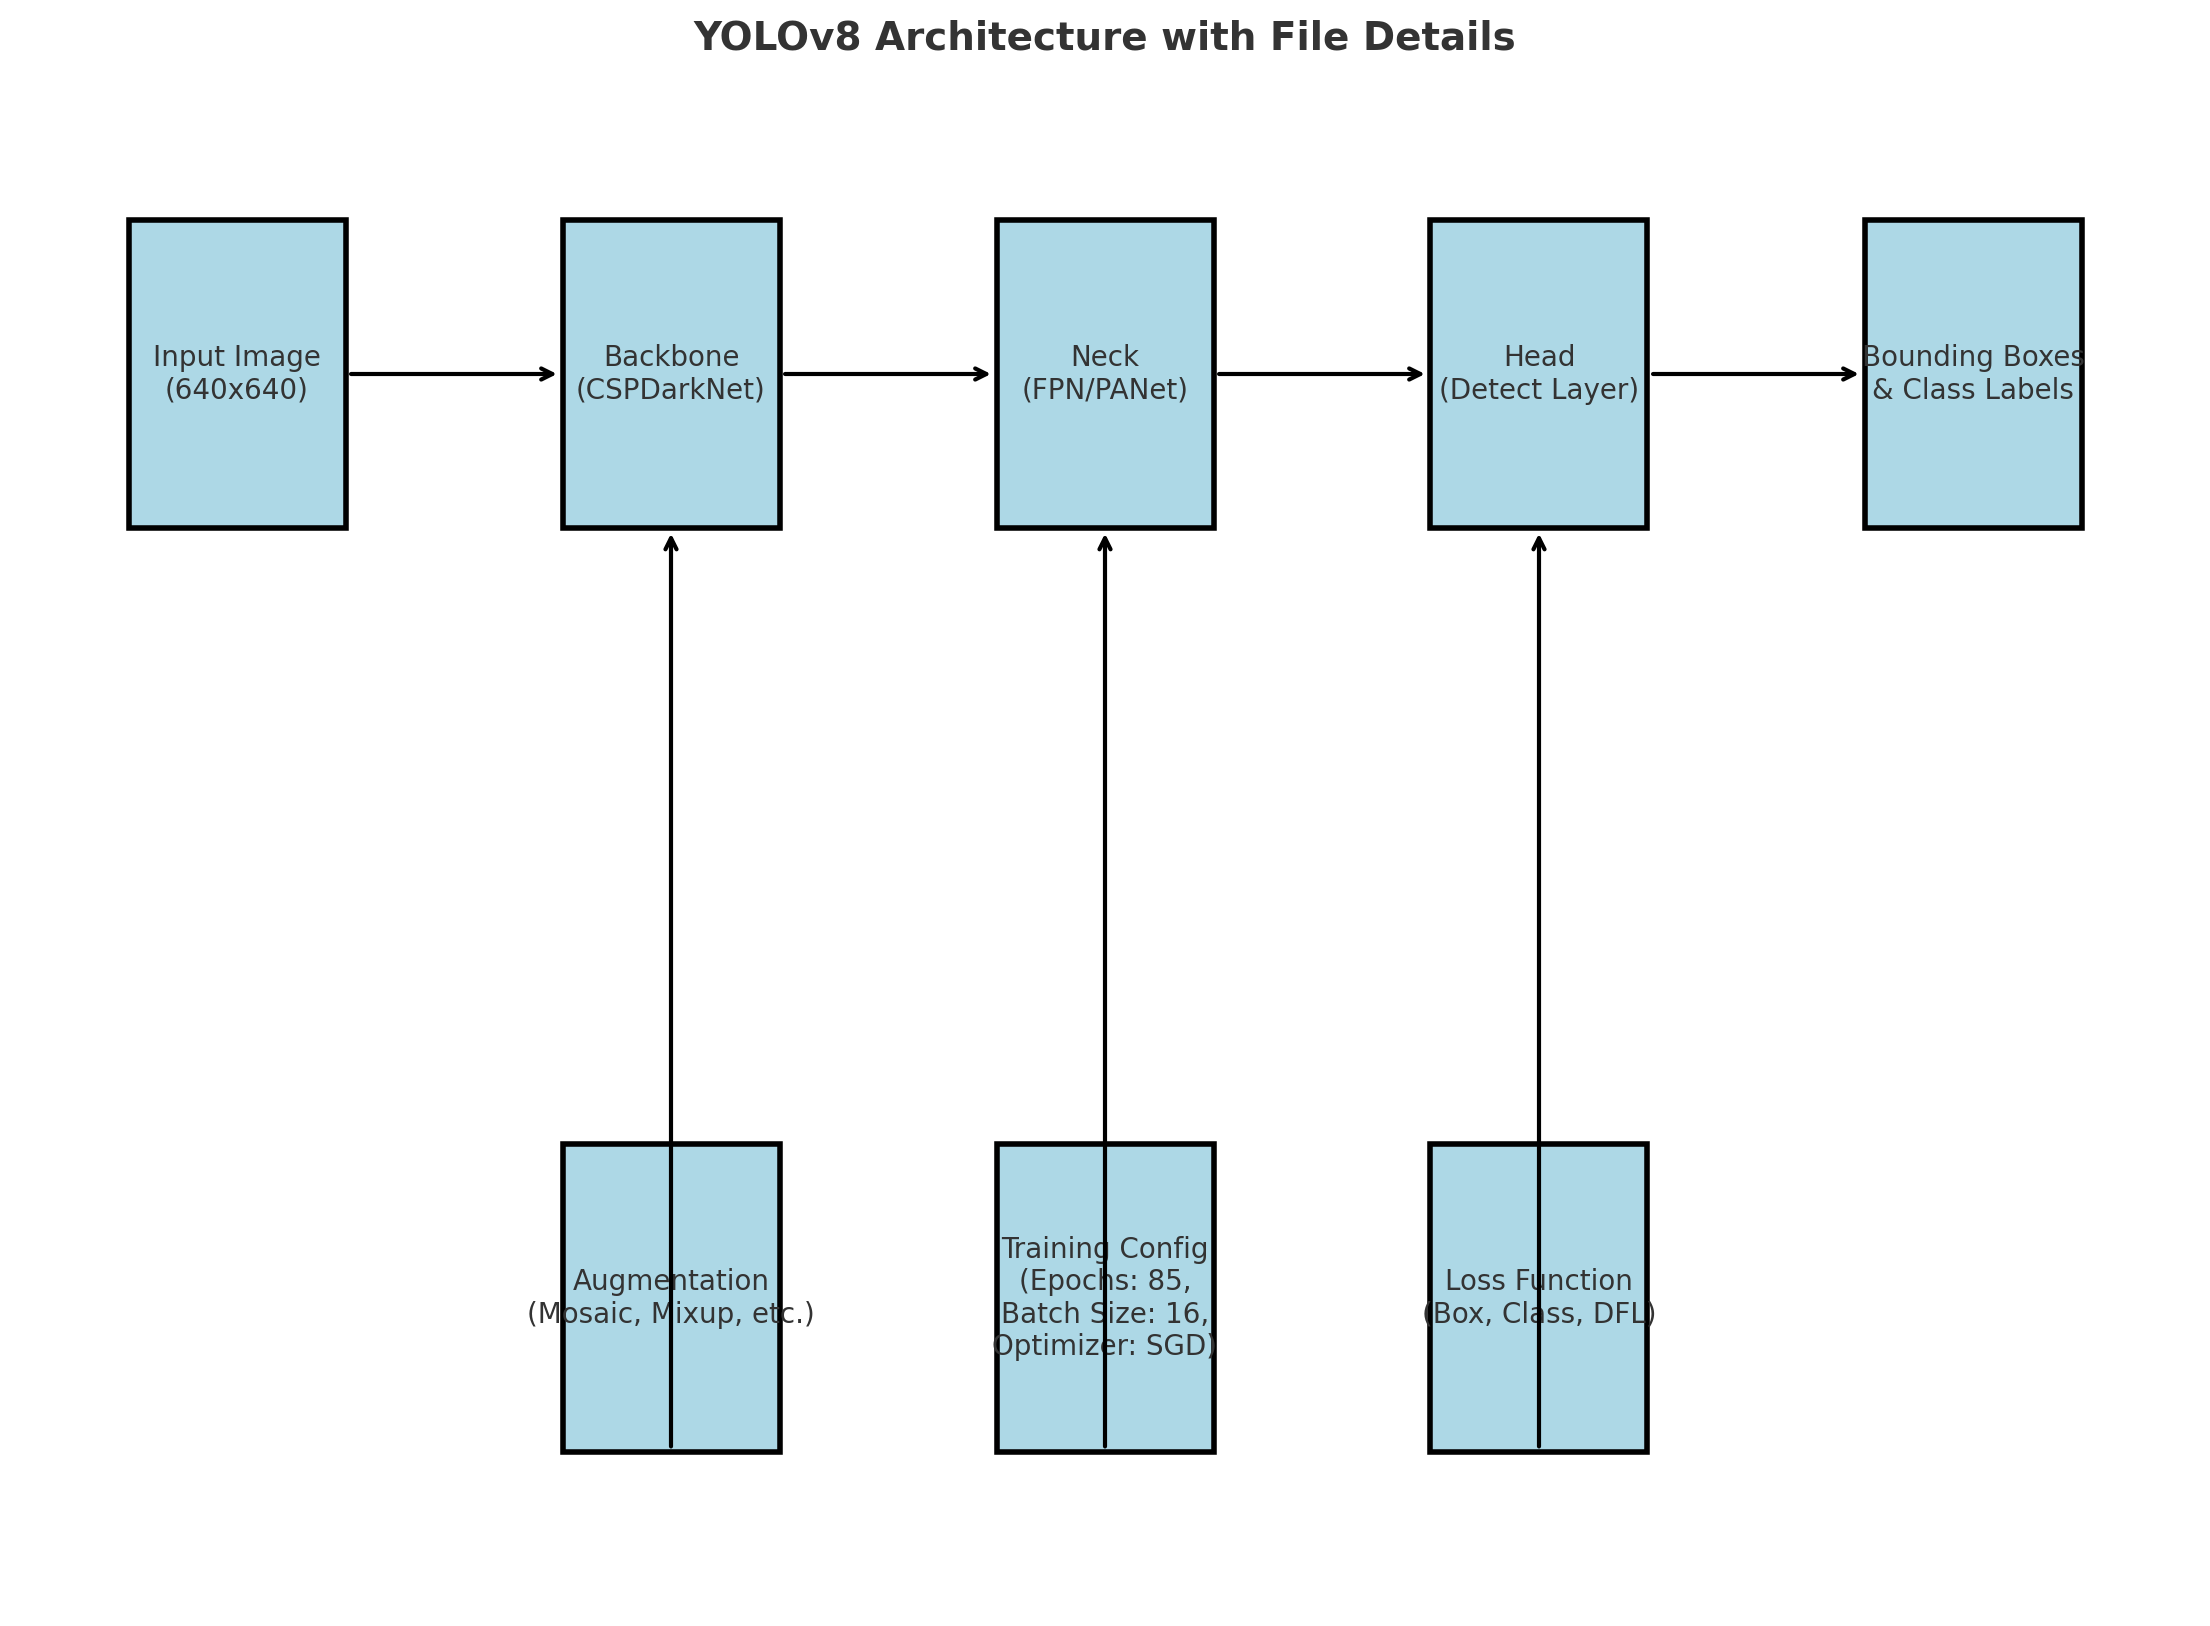 YOLOv8 Architecture with File Details
Input Image
(640x640)
Backbone
(CSPDarkNet)
Neck
(FPN/PANet)
Head
(Detect Layer)
Bounding Boxes
& Class Labels
Augmentation
(Mosaic, Mixup, etc.)
Training Config
(Epochs: 85,
Batch Size: 16,
Optimizer: SGD)
Loss Function
(Box, Class, DFL)